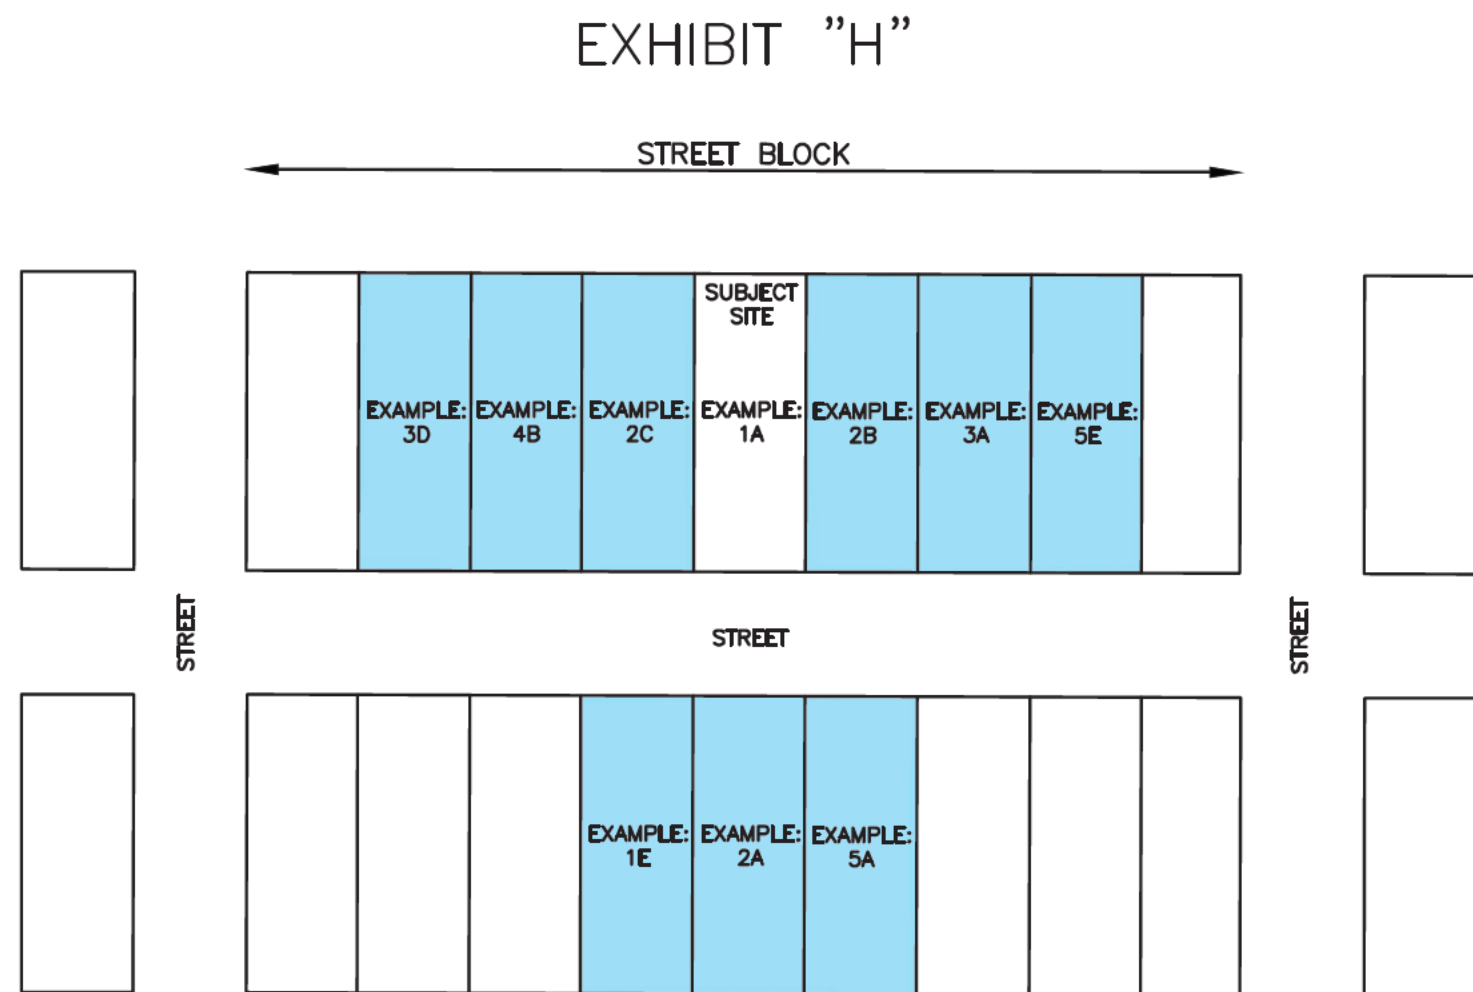 EXHIBIT "H"
STREET BLOCK
SUBJECT
SITE
EXAMPLE: EXAMPLE: EXAMPLE: EXAMPLE: EXAMPLE: EXAMPLE: EXAMPLE:
3D 4B 2C 1A 2B 3A 5E
STREET
STREET
STREET
EXAMPLE: EXAMPLE: EXAMPLE:
1E 2A 5A